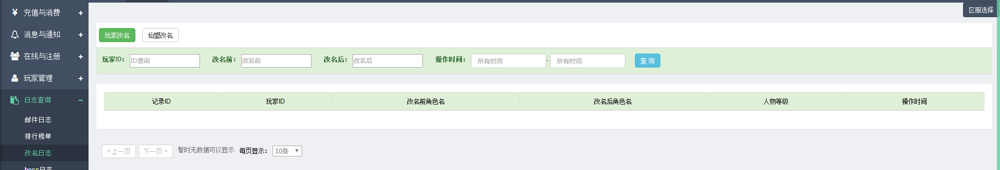 充值与消费
消息与通知
在线与注册
玩家管理
日志查询
邮件日志
排行榜单
改名日志
boss日志
区服选择
玩家改名 仙盟改名
玩家ID: ID查询 改名前: 改名前 改名后: 改名后 操作时间: 所有时间 - 所有时间 查 询
记录ID 玩家ID 改名前角色名 改名后角色名 人物等级 操作时间
< 上一页 下一页 > 暂时无数据可以显示 每页显示: 10条